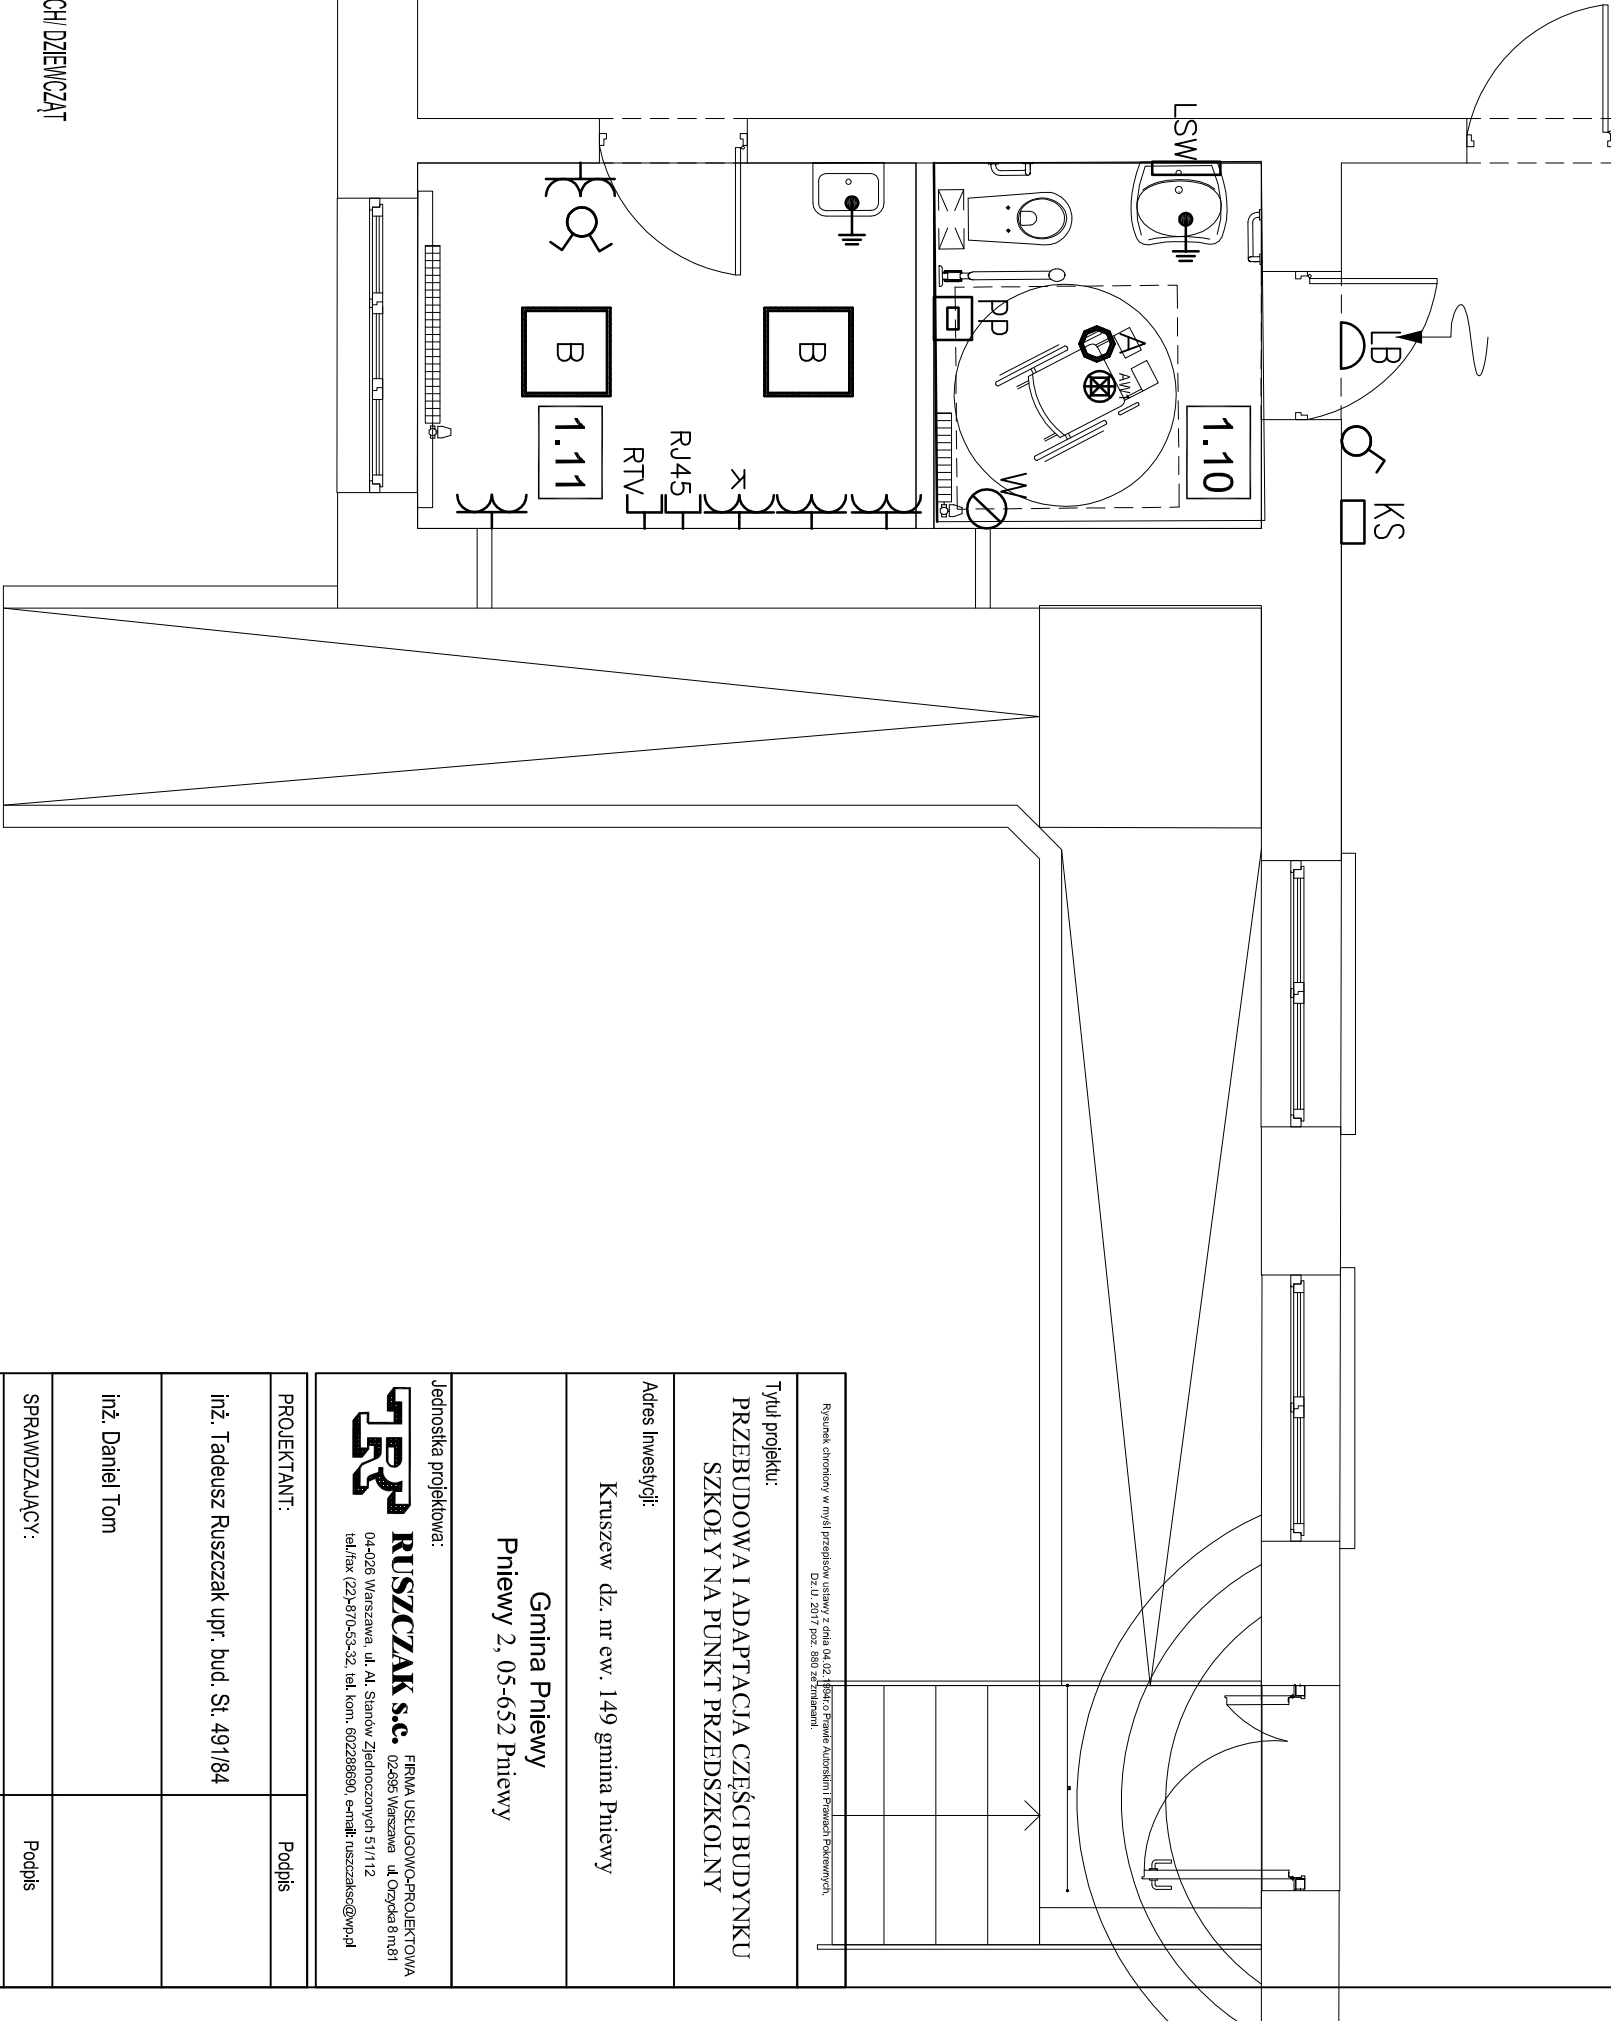 CH/ DZIEWCZĄT
LSW
LB
KS
PP
A
AW1
1.10
W
B
B
1.11
K
RJ45
RTV
Rysunek chroniony w myśl przepisów ustawy z dnia 04.02.1994r.o Prawie Autorskim i Prawach Pokrewnych,
Dz.U. 2017 poz. 880 ze zmianami.
Tytuł projektu:
PRZEBUDOWA I ADAPTACJA CZĘŚCI BUDYNKU
SZKOŁY NA PUNKT PRZEDSZKOLNY
Adres Inwestycji:
Kruszew dz. nr ew. 149 gmina Pniewy
Gmina Pniewy
Pniewy 2, 05-652 Pniewy
Jednostka projektowa:
TR
RUSZCZAK s.c.
FIRMA USŁUGOWO-PROJEKTOWA
02-695 Warszawa ul. Orzycka 8 m.81
04-026 Warszawa, ul. Al. Stanów Zjednoczonych 51/112
tel./fax (22)-870-53-32, tel. kom. 602288690, e-mail: ruszczaksc@wp.pl
PROJEKTANT: Podpis
inż. Tadeusz Ruszczak upr. bud. St. 491/84
inż. Daniel Tom
SPRAWDZAJĄCY: Podpis